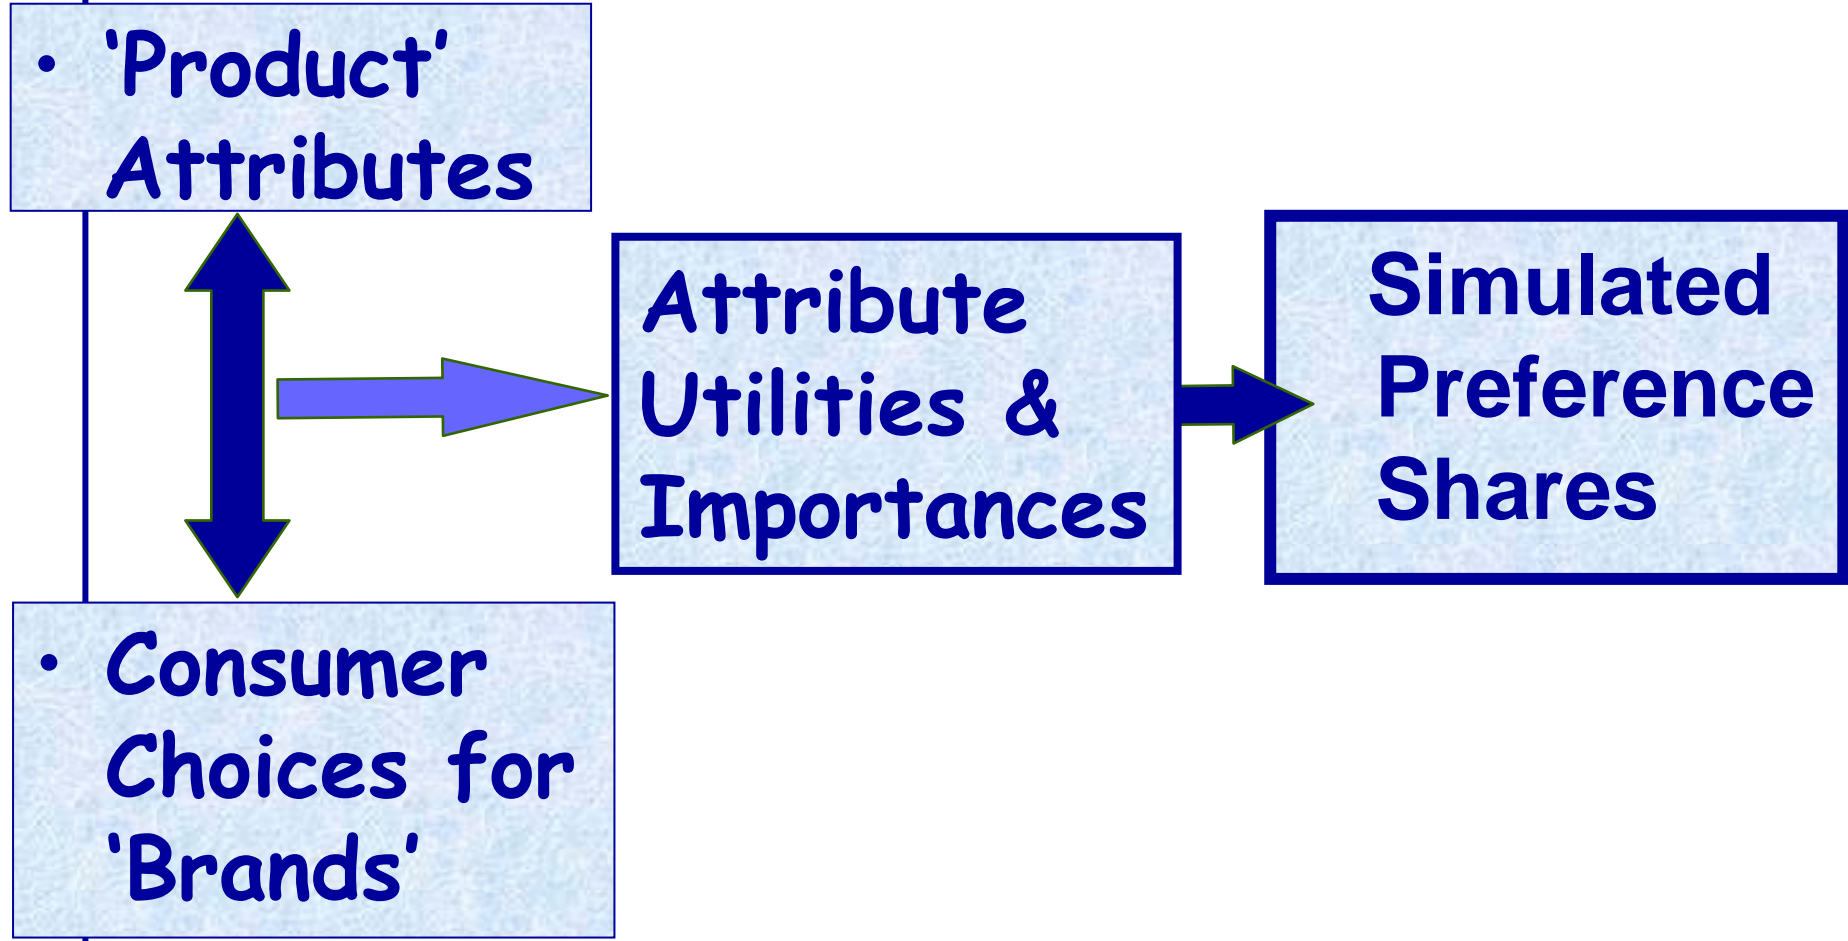 • ‘Product’
Attributes
Attribute
Utilities &
Importances
Simulated
Preference
Shares
• Consumer
Choices for
‘Brands’